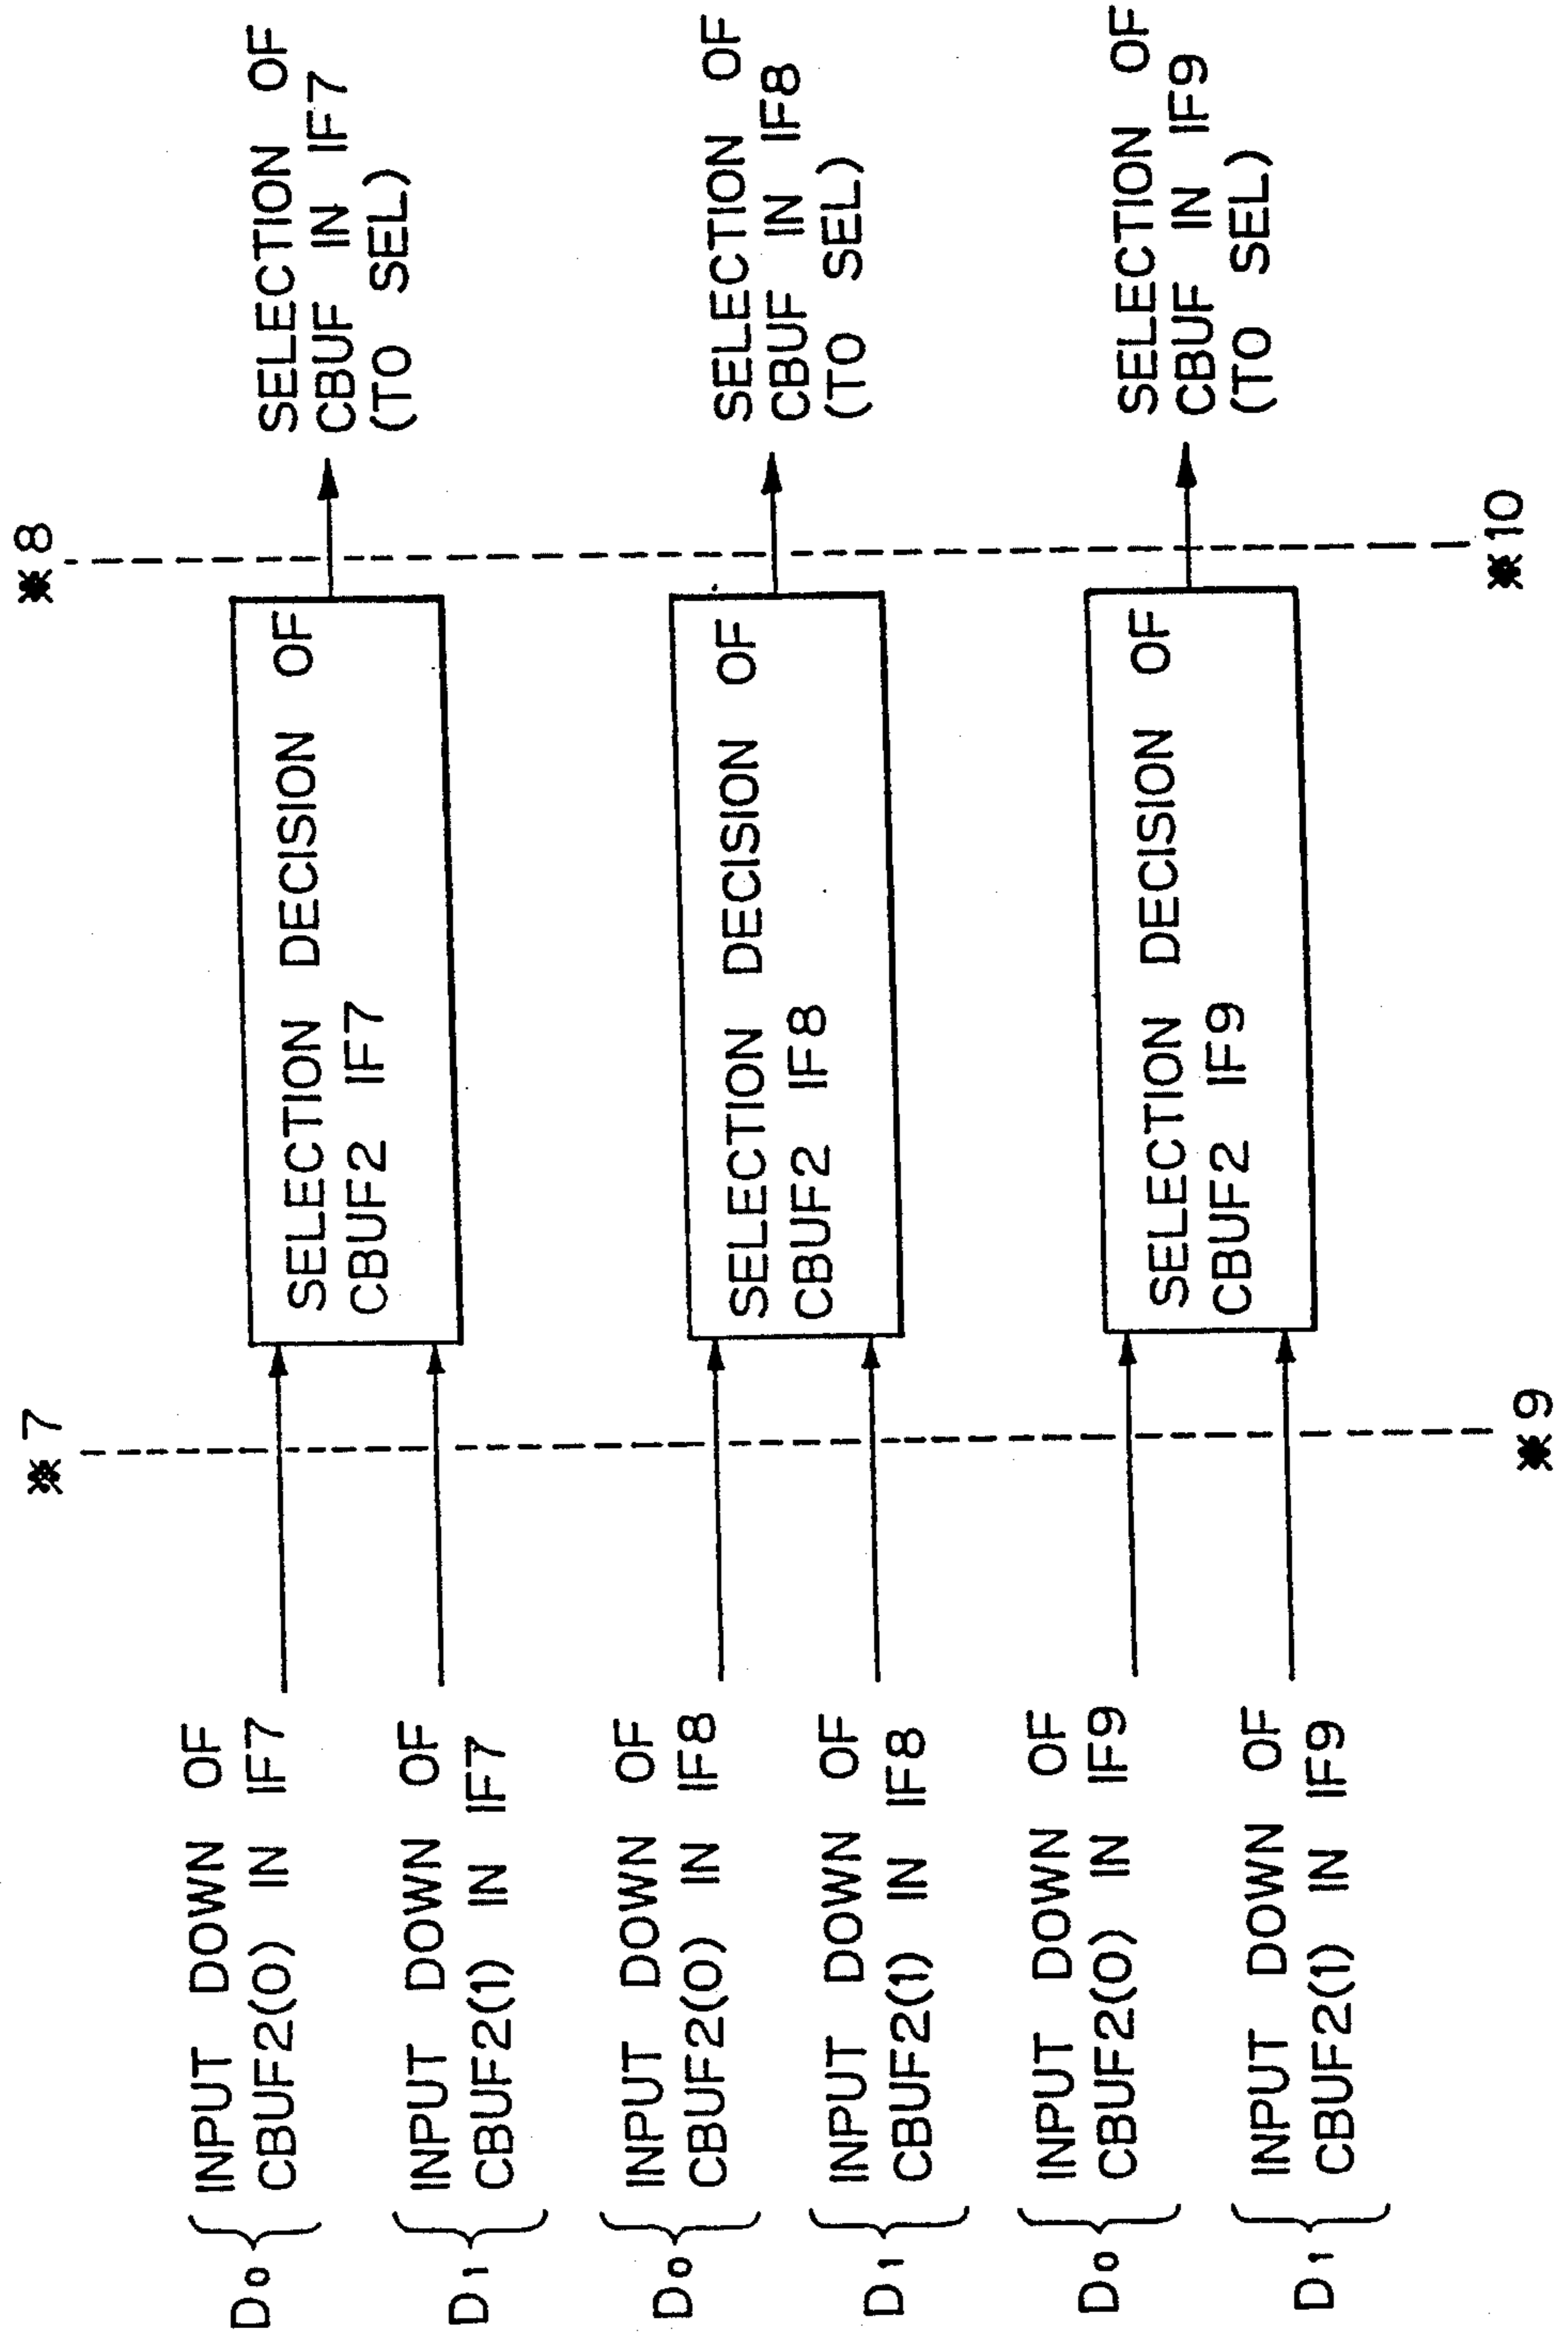 ※7
※8
D0
INPUT DOWN OF
CBUF2(0) IN IF7
D1
INPUT DOWN OF
CBUF2(1) IN IF7
SELECTION DECISION OF
CBUF2 IF7
SELECTION OF
CBUF IN IF7
(TO SEL)
D0
INPUT DOWN OF
CBUF2(0) IN IF8
D1
INPUT DOWN OF
CBUF2(1) IN IF8
SELECTION DECISION OF
CBUF2 IF8
SELECTION OF
CBUF IN IF8
(TO SEL)
D0
INPUT DOWN OF
CBUF2(0) IN IF9
D1
INPUT DOWN OF
CBUF2(1) IN IF9
SELECTION DECISION OF
CBUF2 IF9
SELECTION OF
CBUF IN IF9
(TO SEL)
※9
※10